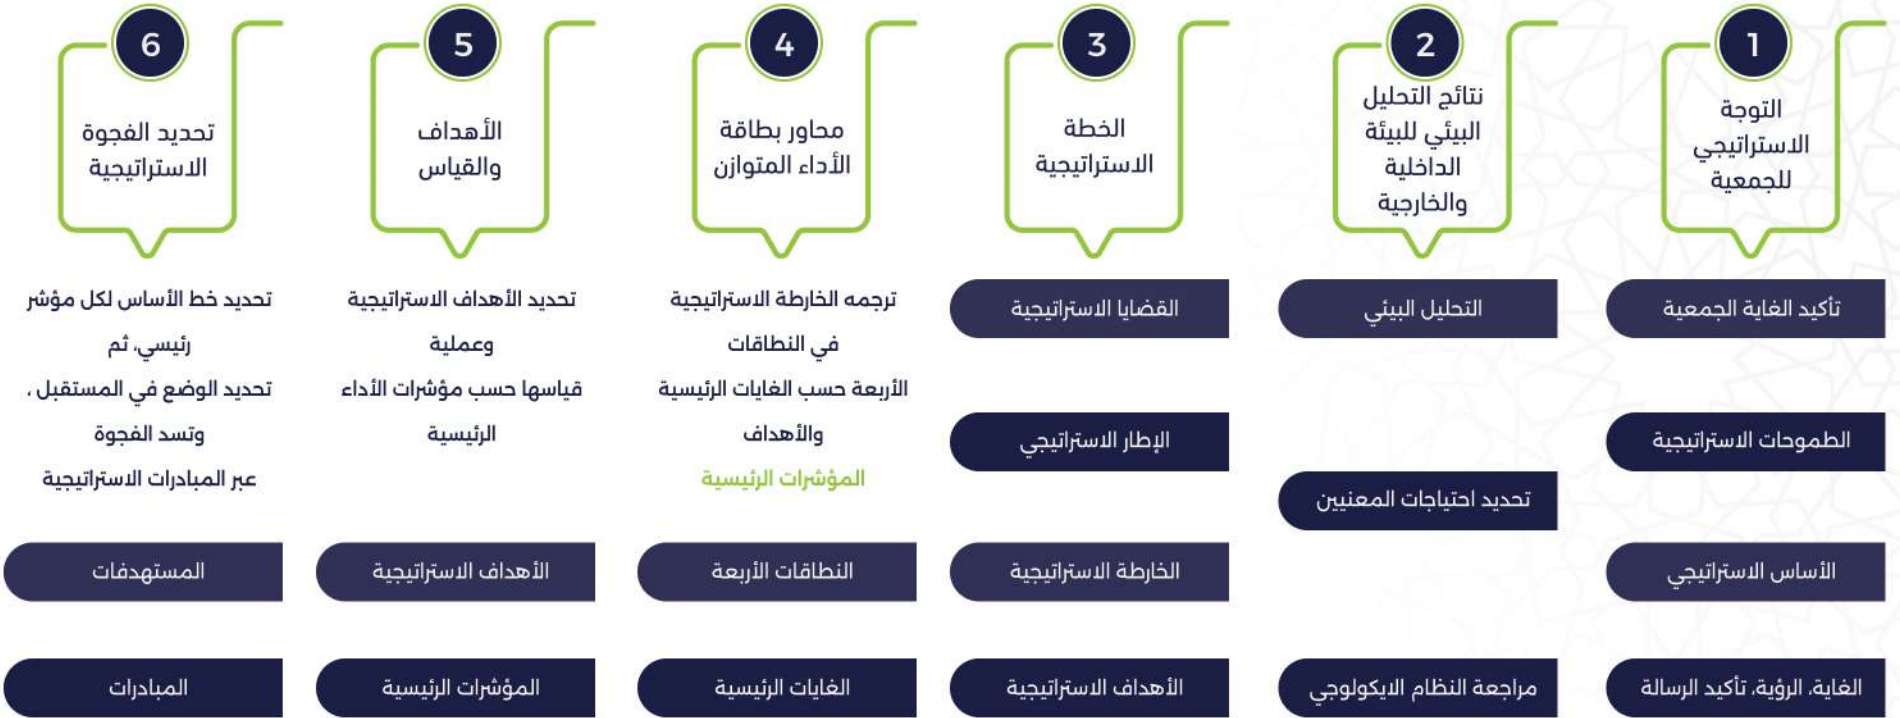 1
التوجة
الاستراتيجي
للجمعية
تأكيد الغاية الجمعية
الطموحات الاستراتيجية
الأساس الاستراتيجي
الغاية، الرؤية، تأكيد الرسالة
2
نتائج التحليل
البيئي للبيئة
الداخلية
والخارجية
التحليل البيئي
تحديد احتياجات المعنيين
مراجعة النظام الايكولوجي
3
الخطة
الاستراتيجية
القضايا الاستراتيجية
الإطار الاستراتيجي
الخارطة الاستراتيجية
الأهداف الاستراتيجية
4
محاور بطاقة
الأداء المتوازن
ترجمه الخارطة الاستراتيجية
في النطاقات
الأربعة حسب الغايات الرئيسية
والأهداف
المؤشرات الرئيسية
النطاقات الأربعة
الغايات الرئيسية
5
الأهداف
والقياس
تحديد الأهداف الاستراتيجية
وعملية
قياسها حسب مؤشرات الأداء
الرئيسية
الأهداف الاستراتيجية
المؤشرات الرئيسية
6
تحديد الفجوة
الاستراتيجية
تحديد خط الأساس لكل مؤشر
رئيسي، ثم
تحديد الوضع في المستقبل ،
وتسد الفجوة
عبر المبادرات الاستراتيجية
المستهدفات
المبادرات